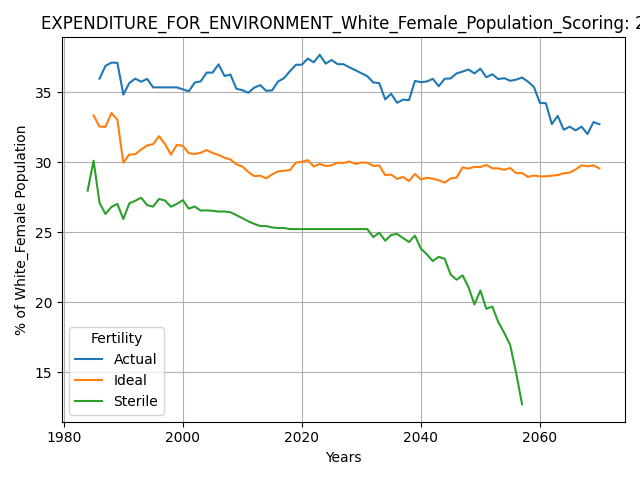 EXPENDITURE_FOR_ENVIRONMENT_White_Female_Population_Scoring: 2
% of White_Female Population
35
30
25
20
15
Fertility
Actual
Ideal
Sterile
1980 2000 2020 2040 2060
Years